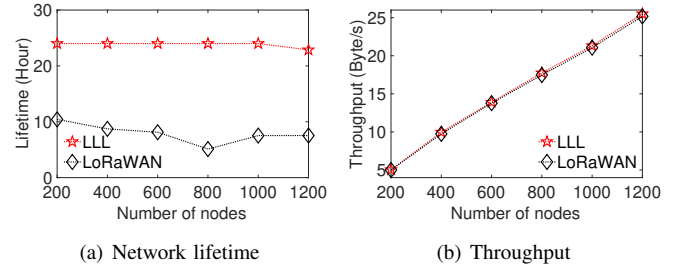 30
20
10
0
Lifetime (Hour)
LLL
LoRaWAN
200 400 600 800 1000 1200
Number of nodes
(a) Network lifetime
25
20
15
10
5
Throughput (Byte/s)
LLL
LoRaWAN
200 400 600 800 1000 1200
Number of nodes
(b) Throughput